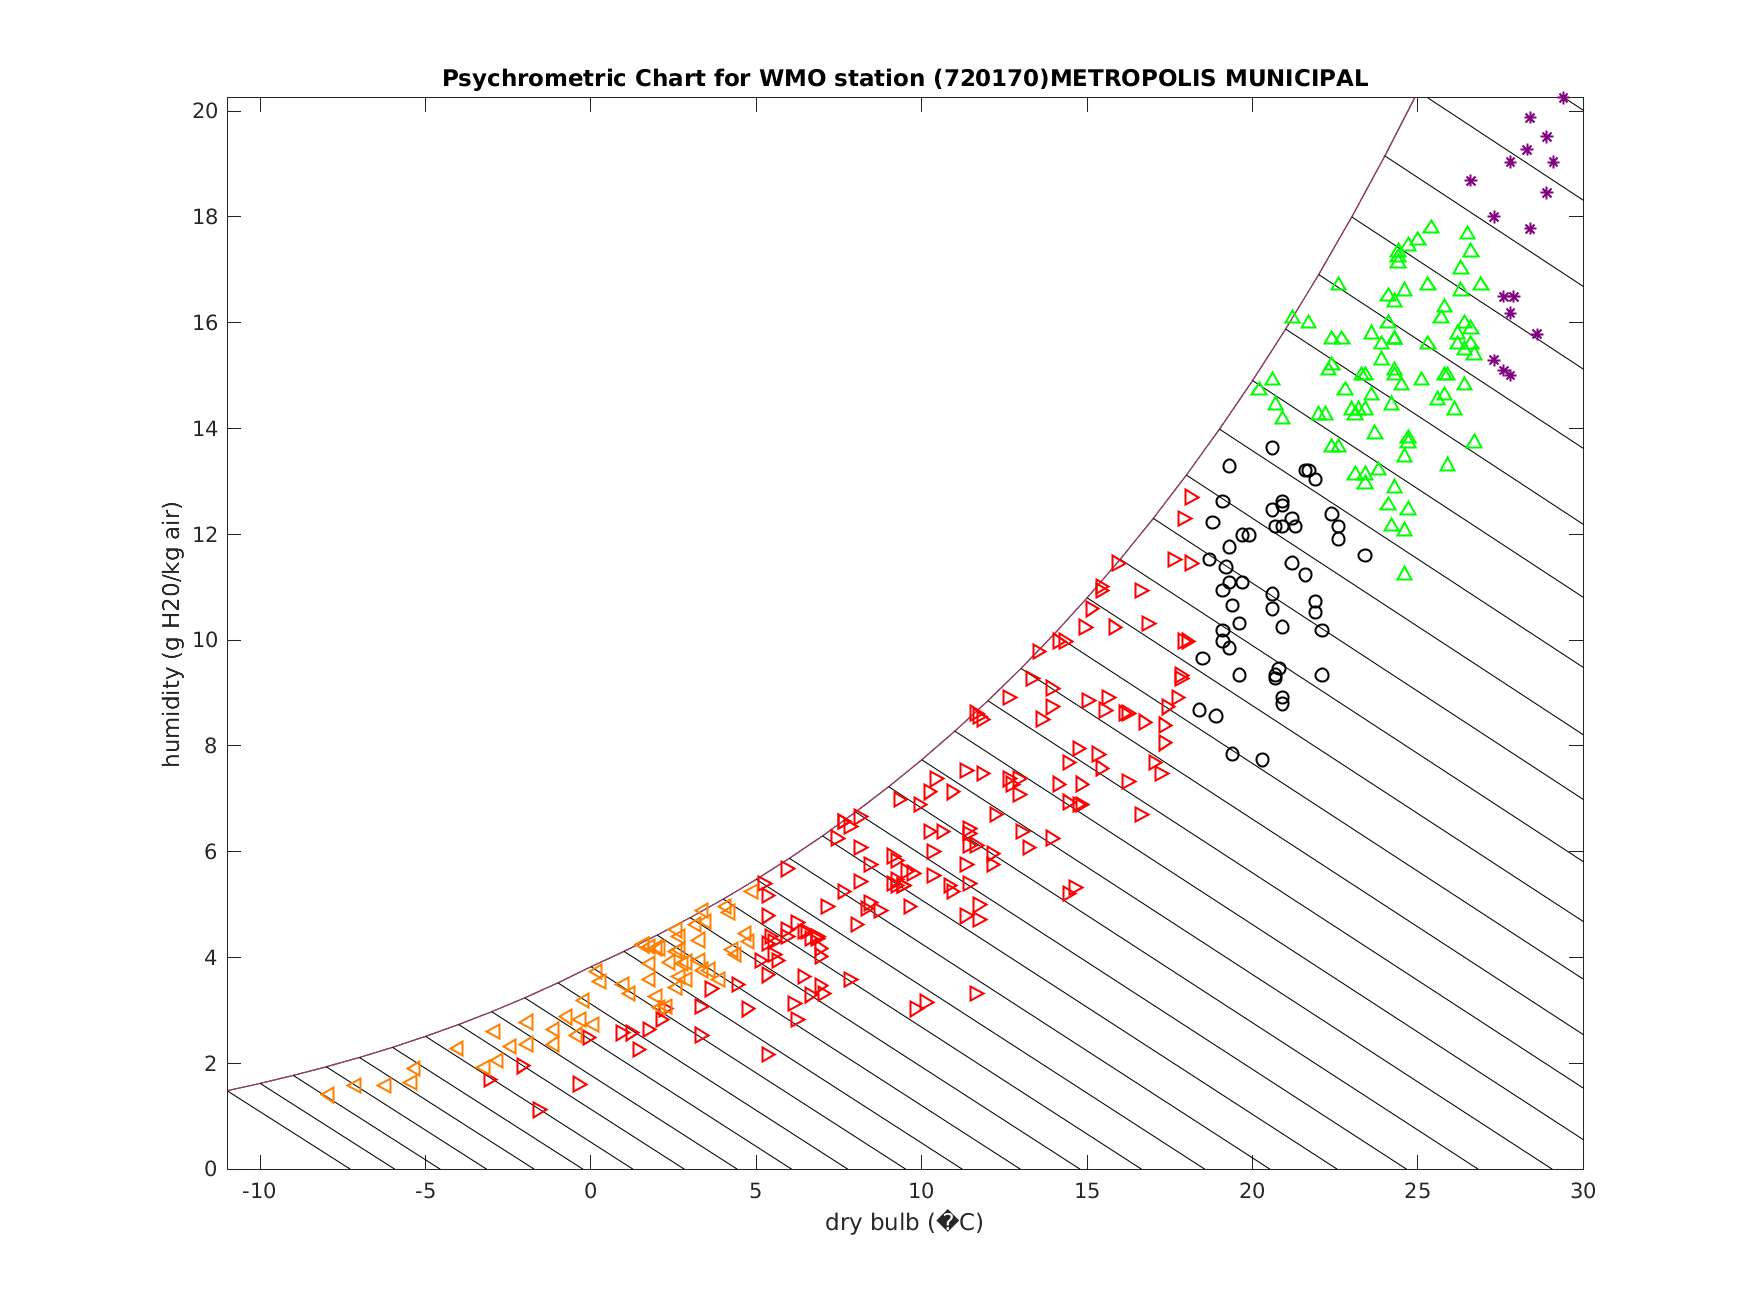 Psychrometric Chart for WMO station (720170)METROPOLIS MUNICIPAL
humidity (g H20/kg air)
20
18
16
14
12
10
8
6
4
2
0
-10 -5 0 5 10 15 20 25 30
dry bulb (�C)